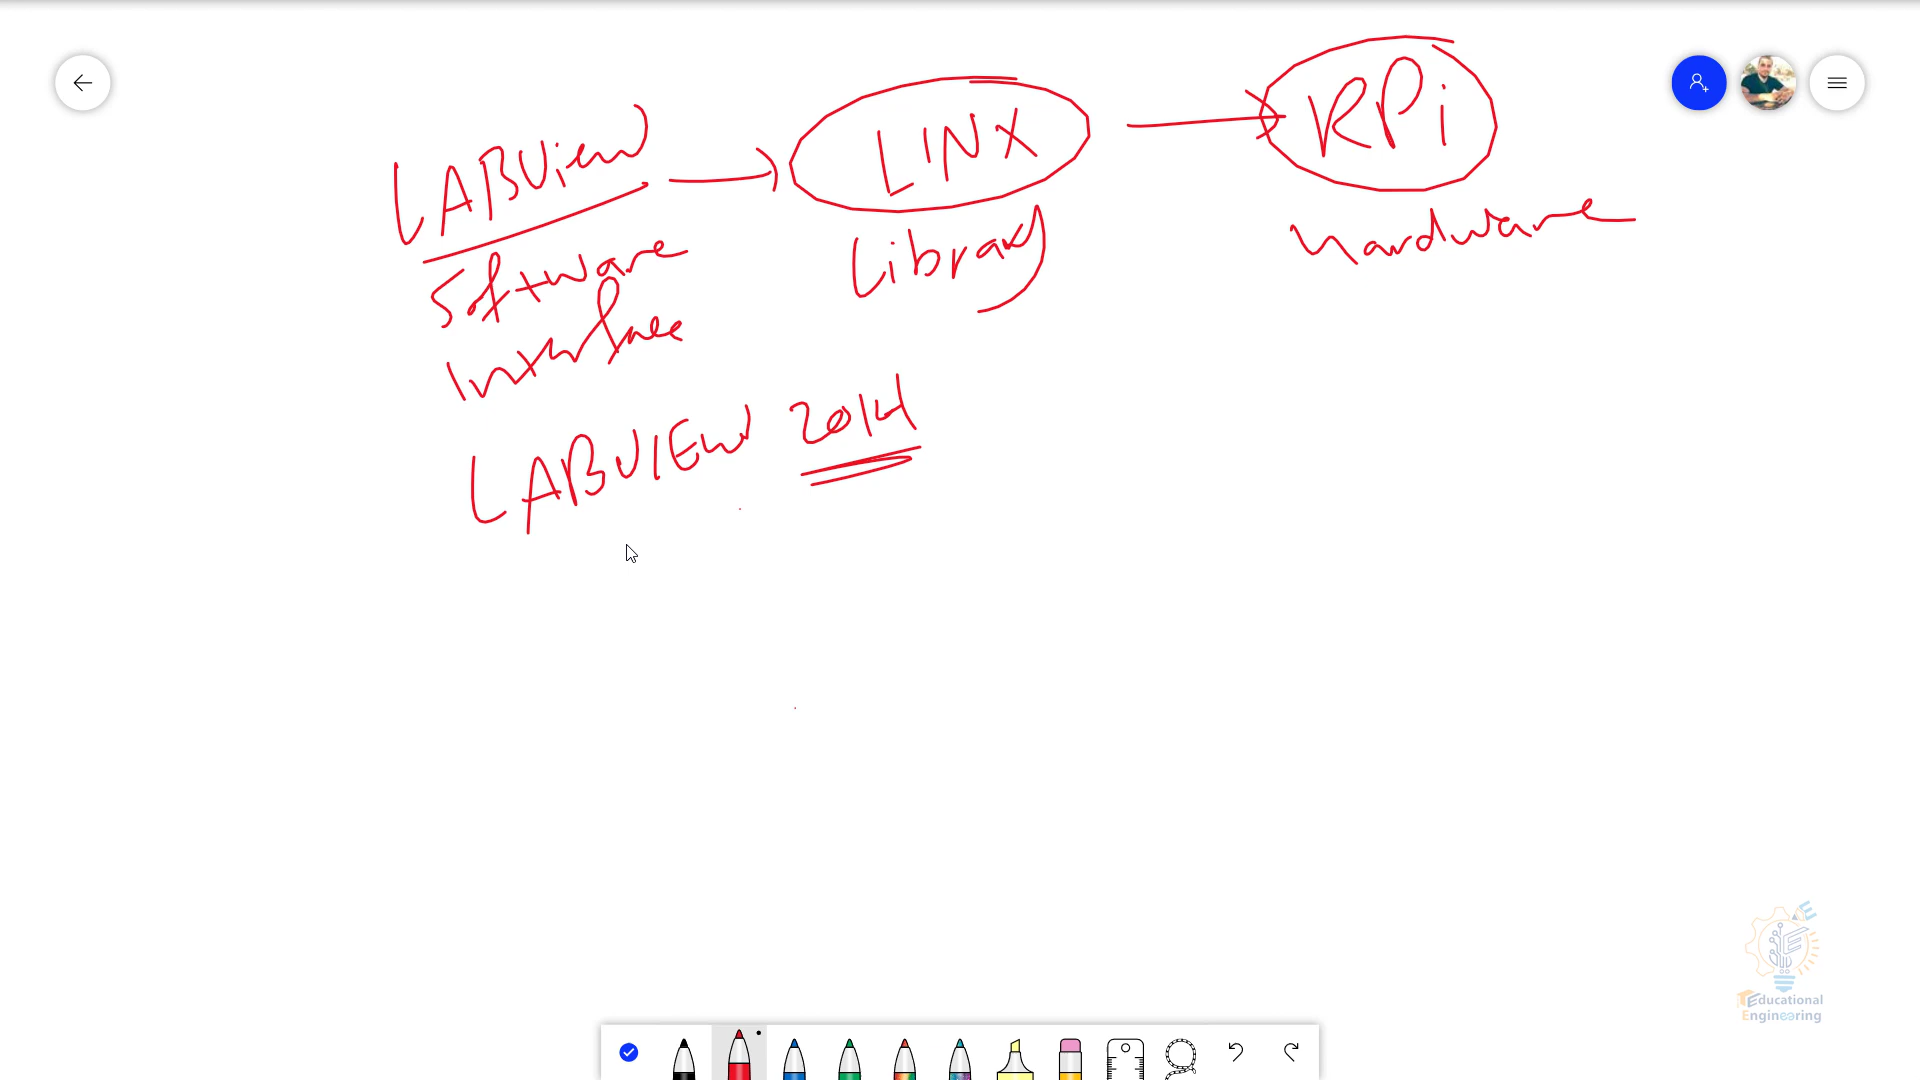 LABView
LINX
RPi
Software
Interface
Library
Hardware
LABVIEW 2014
Educational
Engineering